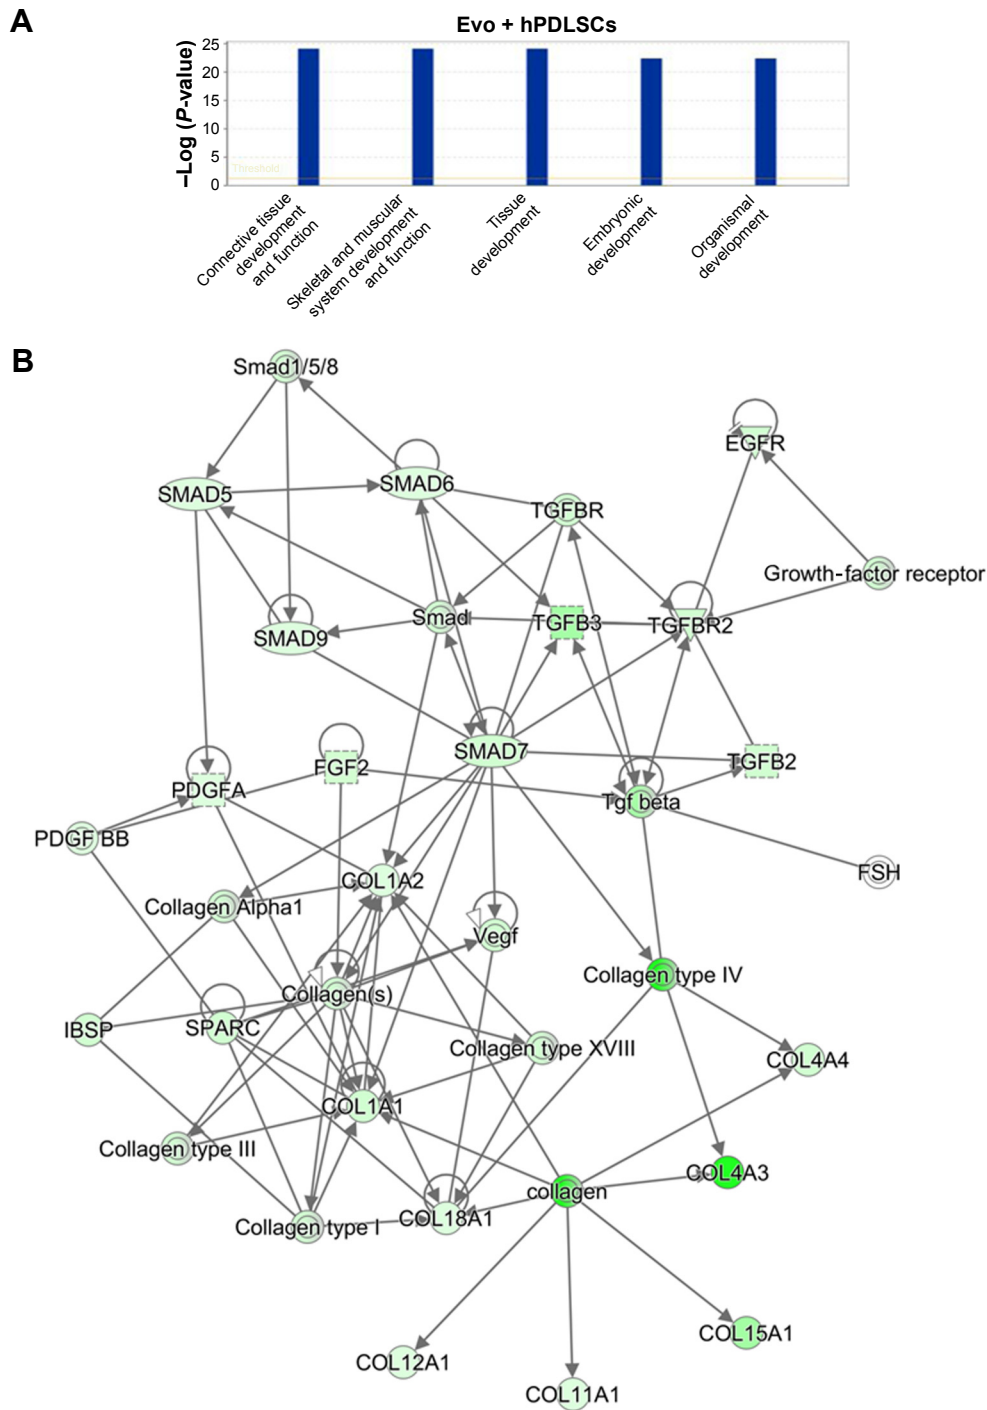 A
Evo + hPDLSCs
–Log (P-value)
25
20
15
10
5
0
Threshold
Connective tissue
development
and function
Skeletal and muscular
system development
and function
Tissue
development
Embryonic
development
Organismal
development
B
Smad1/5/8
EGFR
SMAD5
SMAD6
TGFBR
Growth-factor receptor
SMAD9
Smad
TGFB3
TGFBR2
SMAD7
TGFB2
PDGFA
FGF2
Tgf beta
PDGF BB
FSH
COL1A2
Collagen Alpha1
Vegf
Collagen type IV
Collagen(s)
IBSP
SPARC
Collagen type XVIII
COL4A4
COL1A1
Collagen type III
COL4A3
collagen
Collagen type I
COL18A1
COL15A1
COL12A1
COL11A1